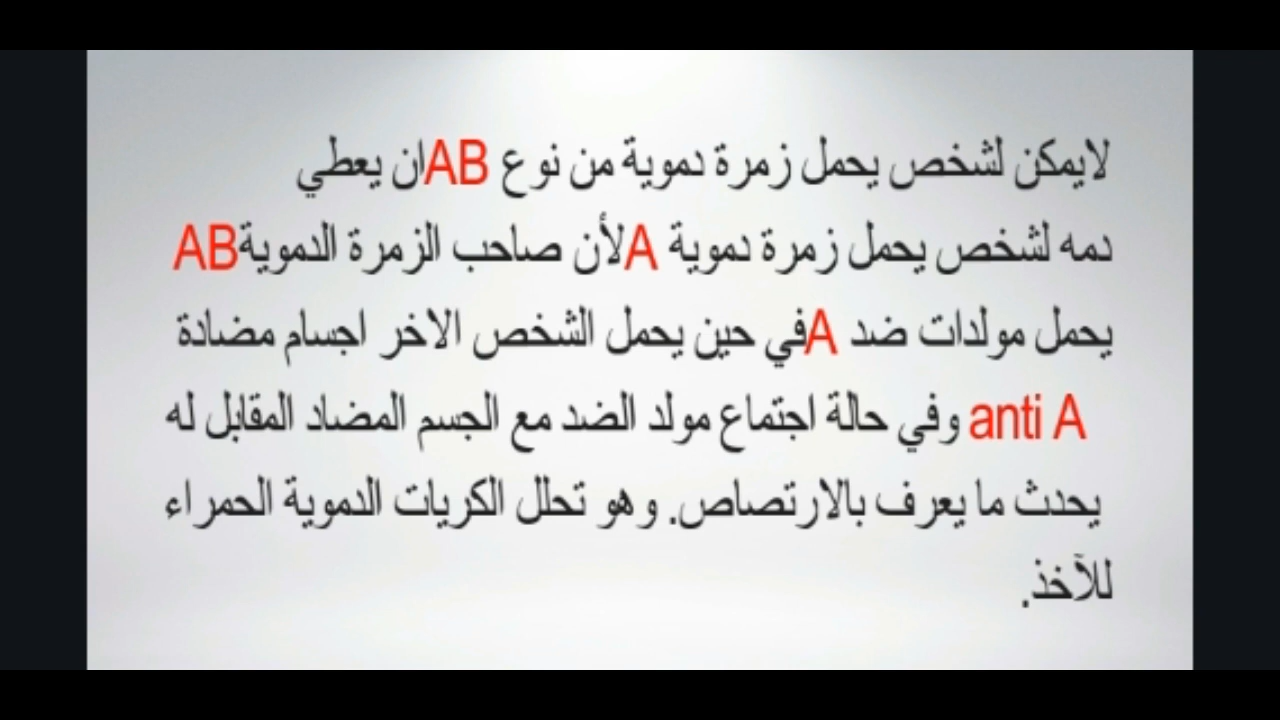 لايمكن لشخص يحمل زمرة دموية من نوع ABان يعطي
دمه لشخص يحمل زمرة دموية Aلأن صاحب الزمرة الدمويةAB
يحمل مولدات ضد Aفي حين يحمل الشخص الاخر اجسام مضادة
anti A وفي حالة اجتماع مولد الضد مع الجسم المضاد المقابل له
يحدث ما يعرف بالارتصاص. وهو تحلل الكريات الدموية الحمراء
للآخذ.